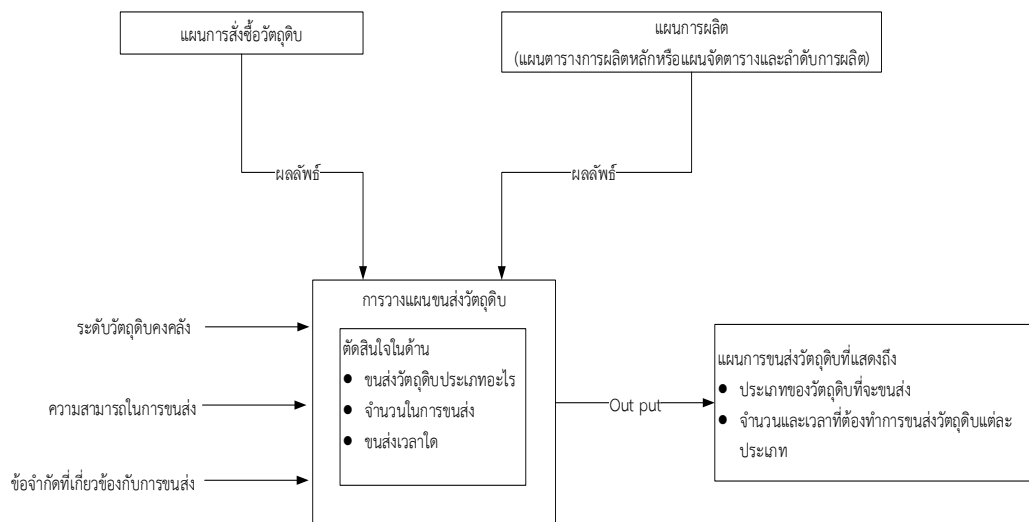 แผนการสั่งซื้อวัตถุดิบ
แผนการผลิต
(แผนตารางการผลิตหลักหรือแผนจัดตารางและลำดับการผลิต)
ผลลัพธ์
ผลลัพธ์
การวางแผนขนส่งวัตถุดิบ
ระดับวัตถุดิบคงคลัง
ความสามารถในการขนส่ง
ข้อจำกัดที่เกี่ยวข้องกับการขนส่ง
ตัดสินใจในด้าน
● ขนส่งวัตถุดิบประเภทอะไร
● จำนวนในการขนส่ง
● ขนส่งเวลาใด
Out put
แผนการขนส่งวัตถุดิบที่แสดงถึง
● ประเภทของวัตถุดิบที่จะขนส่ง
● จำนวนและเวลาที่ต้องทำการขนส่งวัตถุดิบแต่ละ
ประเภท